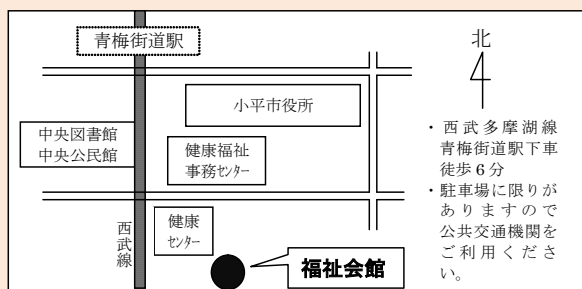 青梅街道駅
北
小平市役所
中央図書館
中央公民館
健康福祉
事務センター
西武線
健康
センター
福祉会館
・西武多摩湖線
青梅街道駅下車
徒歩6分
・駐車場に限りが
ありますので
公共交通機関を
ご利用くださ
い。